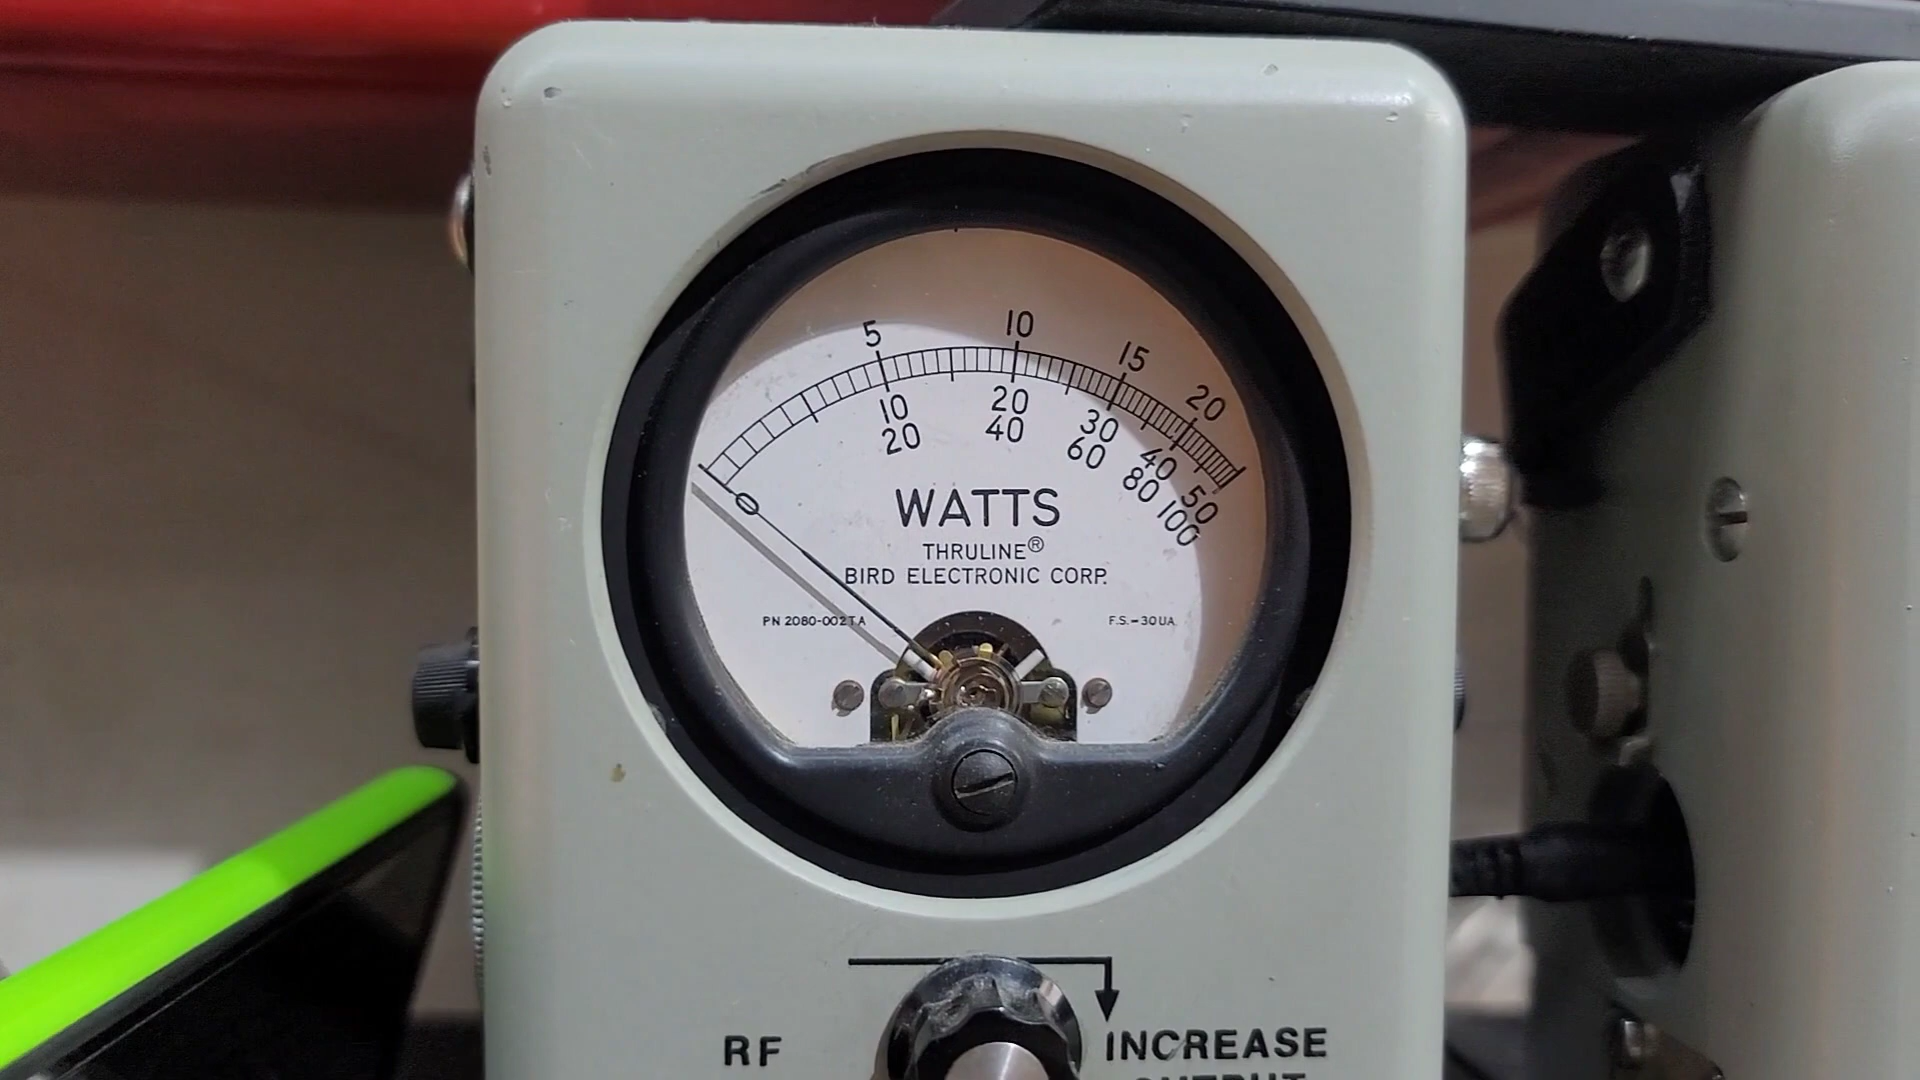 5 10 15 20
0 10 20 30 40 50
20 40 60 80 100
WATTS
THRULINE®
BIRD ELECTRONIC CORP.
PN 2080-002TA F.S.-30UA
RF INCREASE
OUTPUT